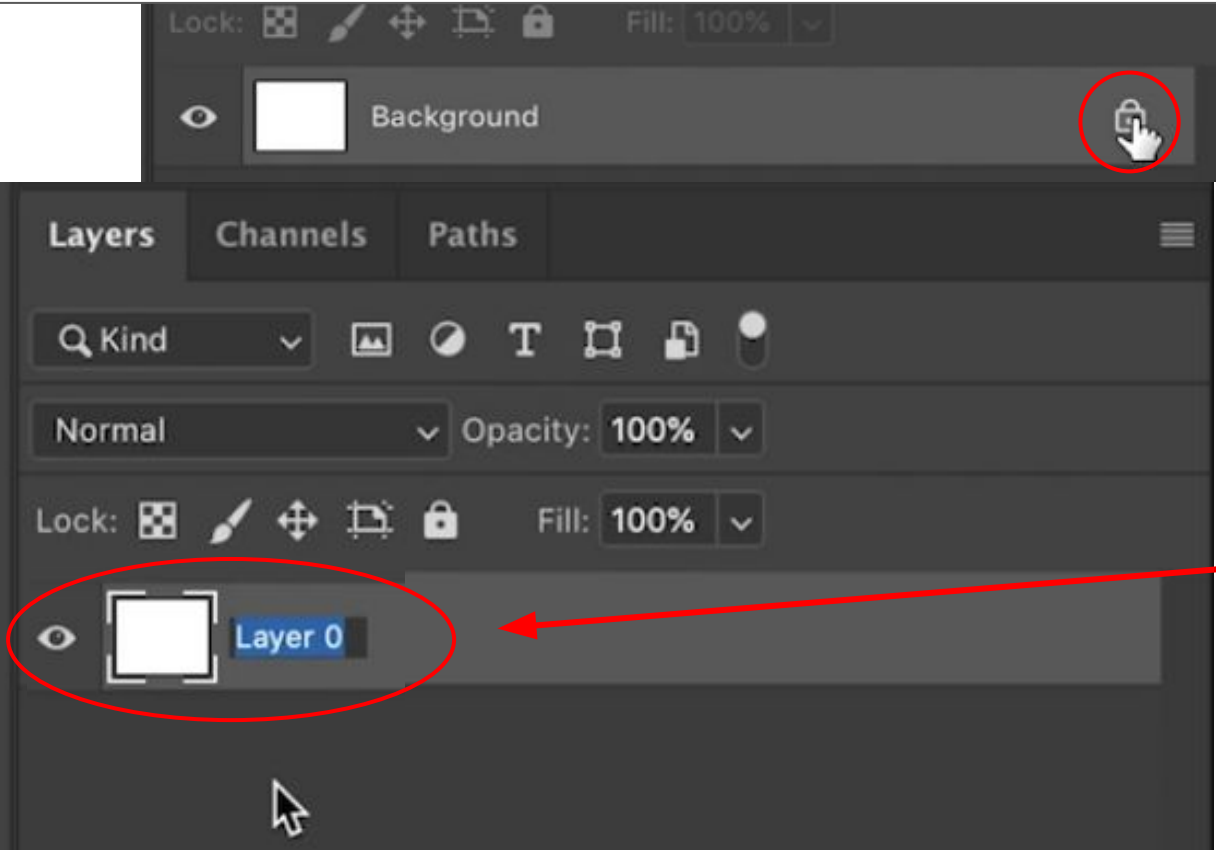 Lock: Fill: 100%
Background
Layers Channels Paths
Kind T
Normal Opacity: 100%
Lock: Fill: 100%
Layer 0